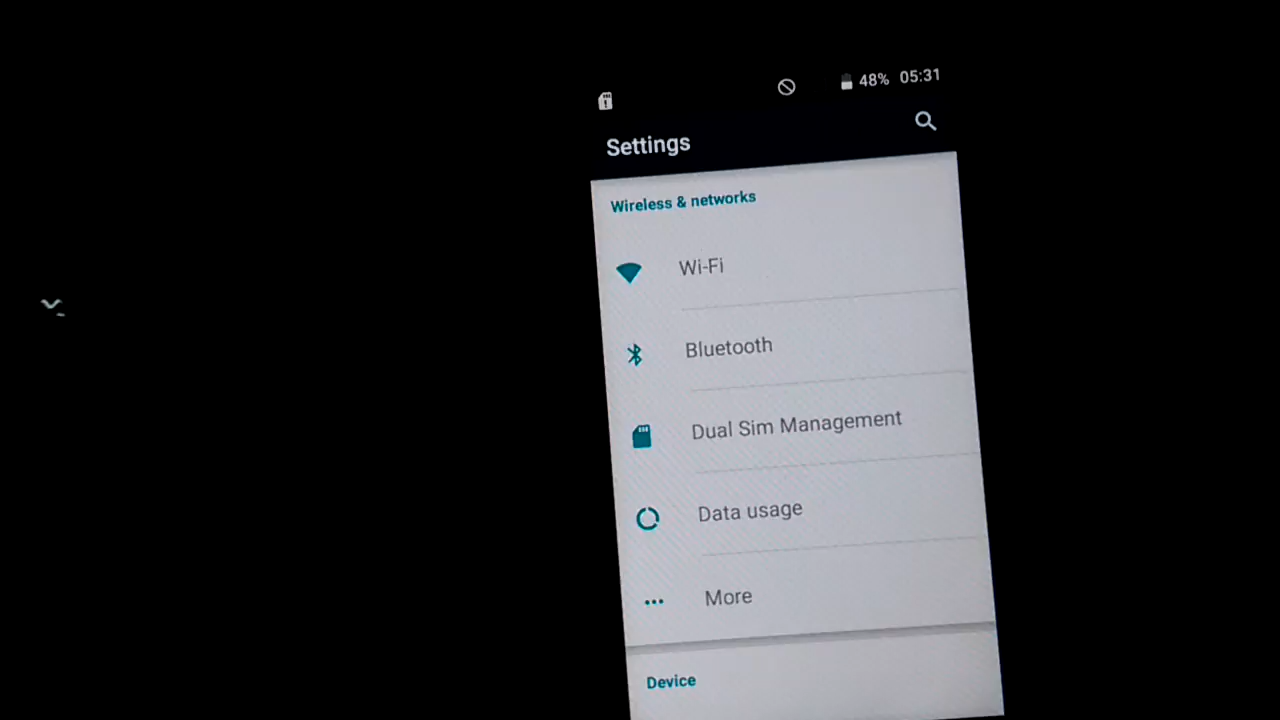 48% 05:31
Settings
Wireless & networks
Wi-Fi
Bluetooth
Dual Sim Management
Data usage
More
Device